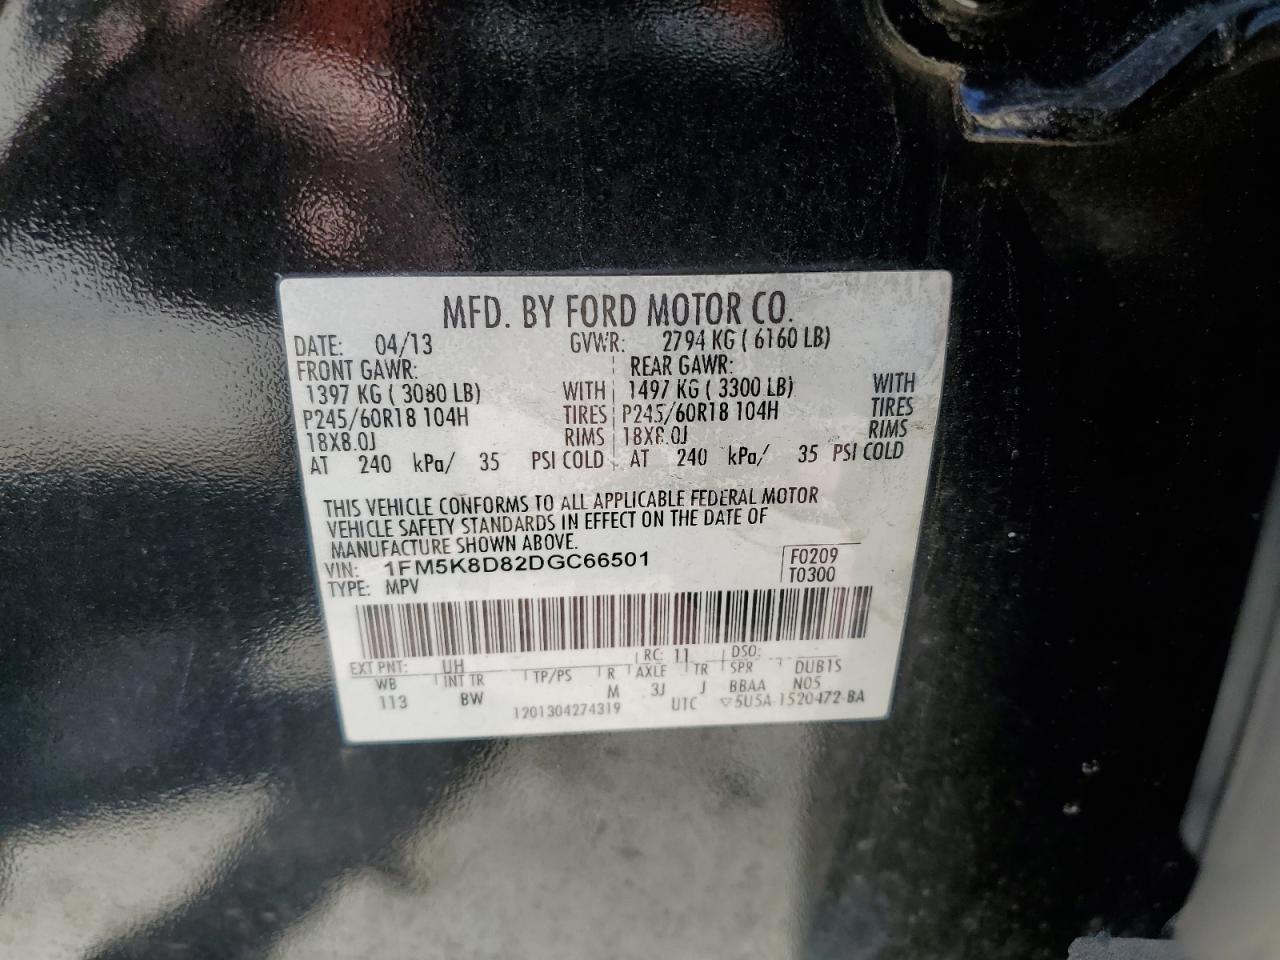 MFD. BY FORD MOTOR CO.
DATE: 04/13 GVWR: 2794 KG ( 6160 LB)
FRONT GAWR: REAR GAWR:
1397 KG ( 3080 LB) WITH 1497 KG ( 3300 LB) WITH
P245/60R18 104H TIRES P245/60R18 104H TIRES
18X8.0J RIMS 18X8.0J RIMS
AT 240 kPa/ 35 PSI COLD AT 240 kPa/ 35 PSI COLD
THIS VEHICLE CONFORMS TO ALL APPLICABLE FEDERAL MOTOR
VEHICLE SAFETY STANDARDS IN EFFECT ON THE DATE OF
MANUFACTURE SHOWN ABOVE.
VIN: 1FM5K8D82DGC66501 F0209
TYPE: MPV T0300
EXT PNT: UH RC: 11 DSO:
WB INT TR TP/PS R AXLE TR SPR DUB1S
113 BW M 3J J BBAA N05
1201304274319 UTC ▽5U5A-1520472-BA